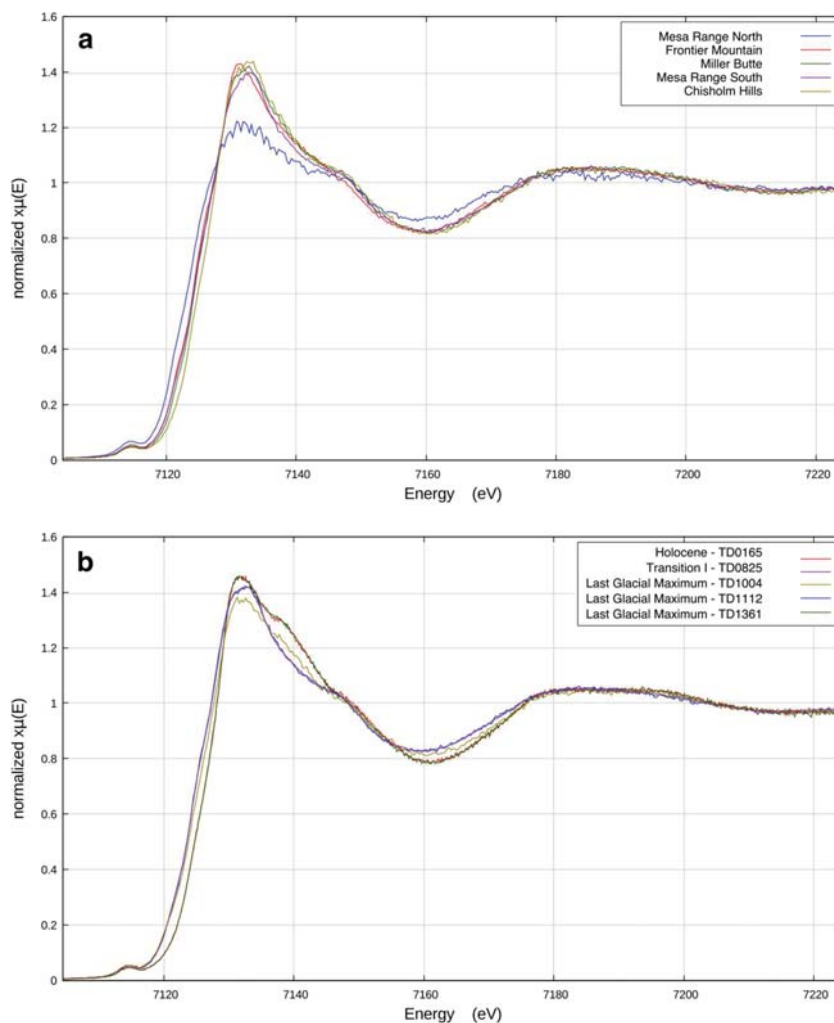 a
1.6
1.4
1.2
1
0.8
0.6
0.4
0.2
0
normalized xμ(E)
Mesa Range North
Frontier Mountain
Miller Butte
Mesa Range South
Chisholm Hills
7120 7140 7160 7180 7200 7220
Energy (eV)
b
1.6
1.4
1.2
1
0.8
0.6
0.4
0.2
0
normalized xμ(E)
Holocene - TD0165
Transition I - TD0825
Last Glacial Maximum - TD1004
Last Glacial Maximum - TD1112
Last Glacial Maximum - TD1361
7120 7140 7160 7180 7200 7220
Energy (eV)